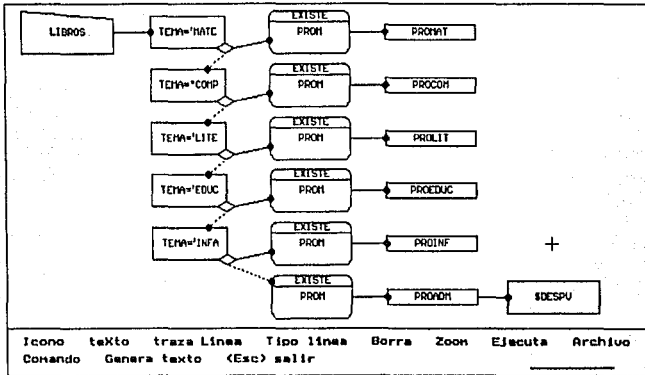 LIBROS TEMA='MATE EXISTE PROM PROMAT
TEMA='COMP EXISTE PROM PROCOM
TEMA='LITE EXISTE PROM PROLIT
TEMA='EDUC EXISTE PROM PROEDUC
TEMA='INFA EXISTE PROM PROINF
EXISTE PROM PROADM $DESPV
Icono teXto traza Linea Tipo linea Borra Zoom Ejecuta Archivo
Comando Genera texto (Esc) salir